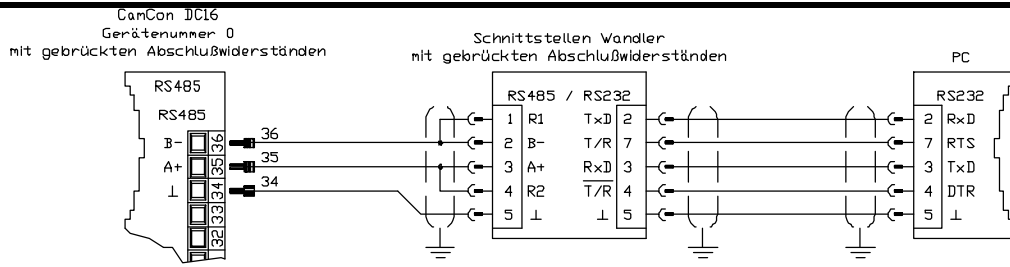 CamCon DC16
Gerätenummer 0
mit gebrückten Abschlußwiderständen
RS485
RS485
B- 36 36
A+ 35 35
⊥ 34 34
33
32
Schnittstellen Wandler
mit gebrückten Abschlußwiderständen
RS485 / RS232
1 R1 TxD 2
2 B- T/R 7
3 A+ RxD 3
4 R2 T/R 4
5 ⊥ ⊥ 5
PC
RS232
2 RxD
7 RTS
3 TxD
4 DTR
5 ⊥